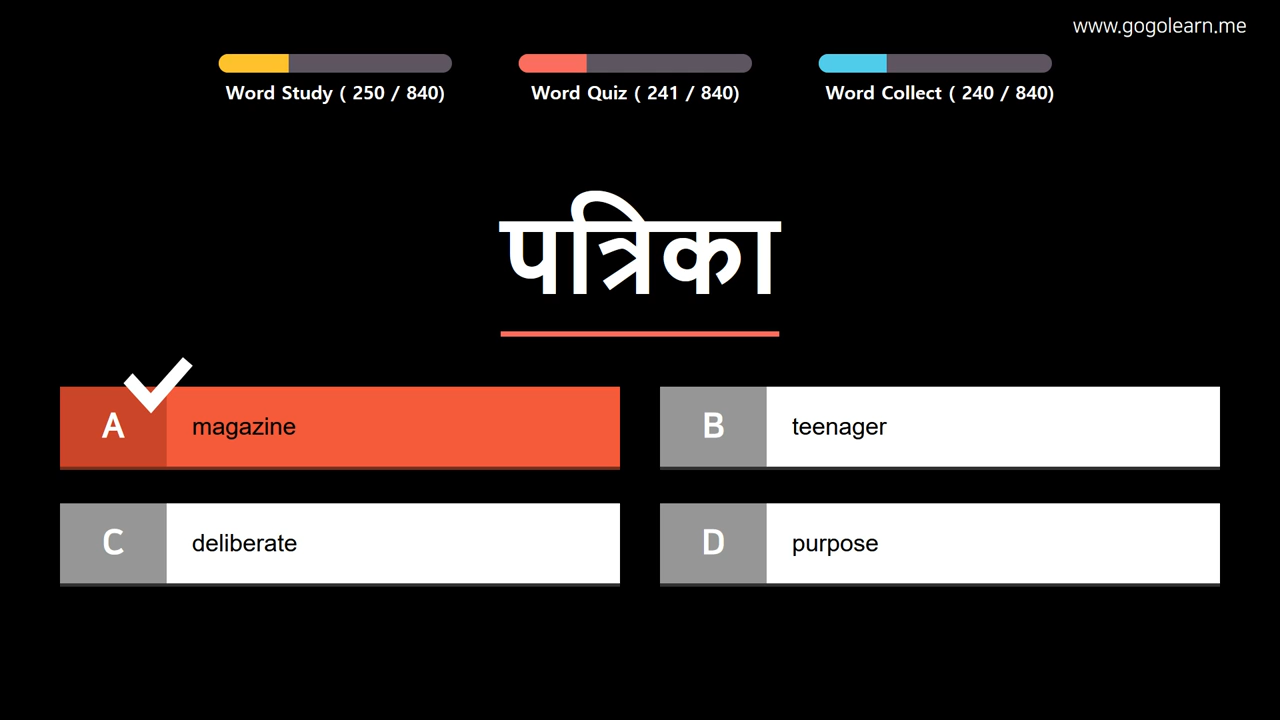 www.gogolearn.me
Word Study ( 250 / 840)
Word Quiz ( 241 / 840)
Word Collect ( 240 / 840)
पत्रिका
A magazine
B teenager
C deliberate
D purpose